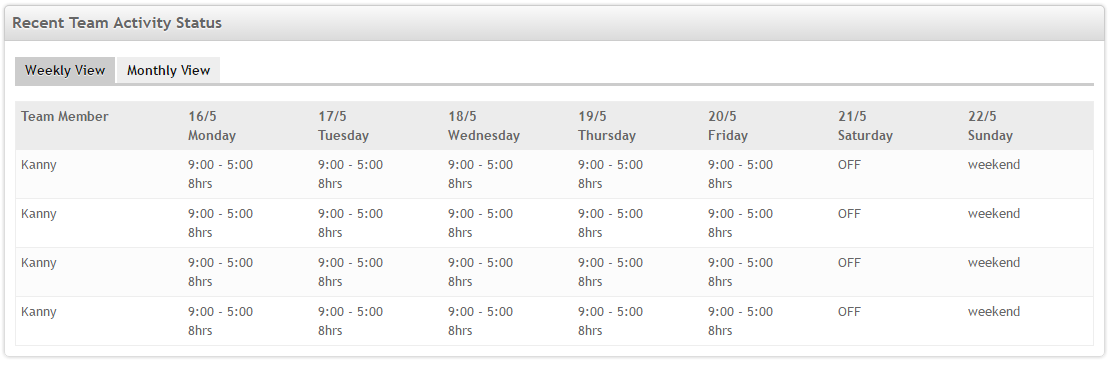 Recent Team Activity Status
Weekly View Monthly View
Team Member 16/5 17/5 18/5 19/5 20/5 21/5 22/5
Monday Tuesday Wednesday Thursday Friday Saturday Sunday
Kanny 9:00 - 5:00 9:00 - 5:00 9:00 - 5:00 9:00 - 5:00 9:00 - 5:00 OFF weekend
8hrs 8hrs 8hrs 8hrs 8hrs
Kanny 9:00 - 5:00 9:00 - 5:00 9:00 - 5:00 9:00 - 5:00 9:00 - 5:00 OFF weekend
8hrs 8hrs 8hrs 8hrs 8hrs
Kanny 9:00 - 5:00 9:00 - 5:00 9:00 - 5:00 9:00 - 5:00 9:00 - 5:00 OFF weekend
8hrs 8hrs 8hrs 8hrs 8hrs
Kanny 9:00 - 5:00 9:00 - 5:00 9:00 - 5:00 9:00 - 5:00 9:00 - 5:00 OFF weekend
8hrs 8hrs 8hrs 8hrs 8hrs